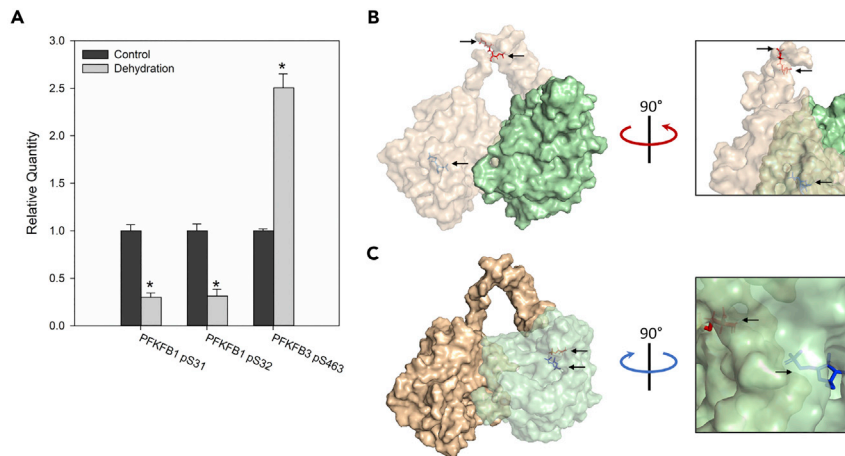 A
3.0
2.5
2.0
1.5
1.0
0.5
0.0
Relative Quantity
Control
Dehydration
*
*
*
PFKFB1 pS31
PFKFB1 pS32
PFKFB3 pS463
B
90°
C
90°